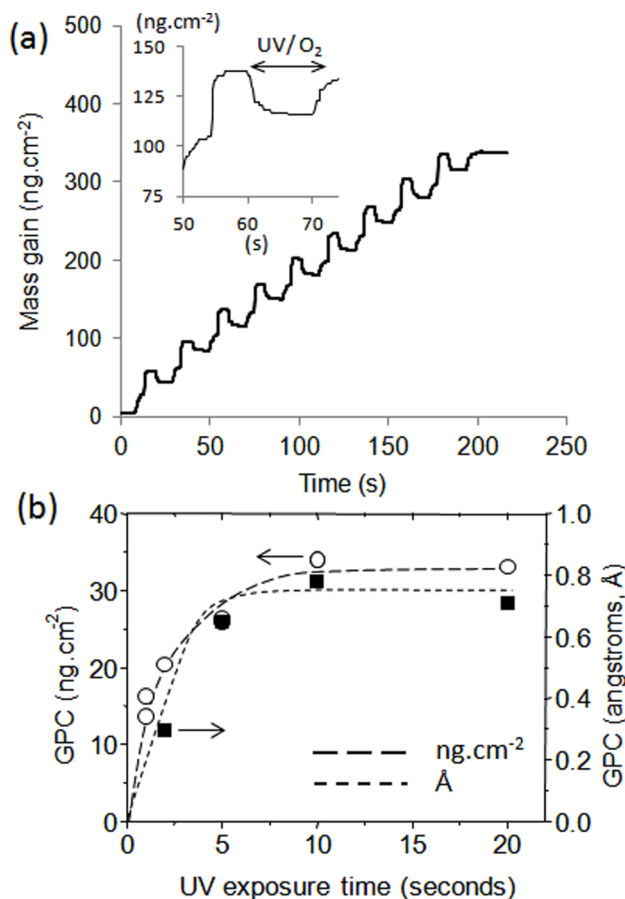 (a)
(ng.cm-2)
UV/ O2
150
125
100
75
50 60 70
(s)
500
400
300
200
100
0
Mass gain (ng.cm-2)
0 50 100 150 200 250
Time (s)
(b)
40
30
20
10
0
GPC (ng.cm-2)
1.0
0.8
0.6
0.4
0.2
0.0
GPC (angstroms, Å)
ng.cm-2
Å
0 5 10 15 20
UV exposure time (seconds)